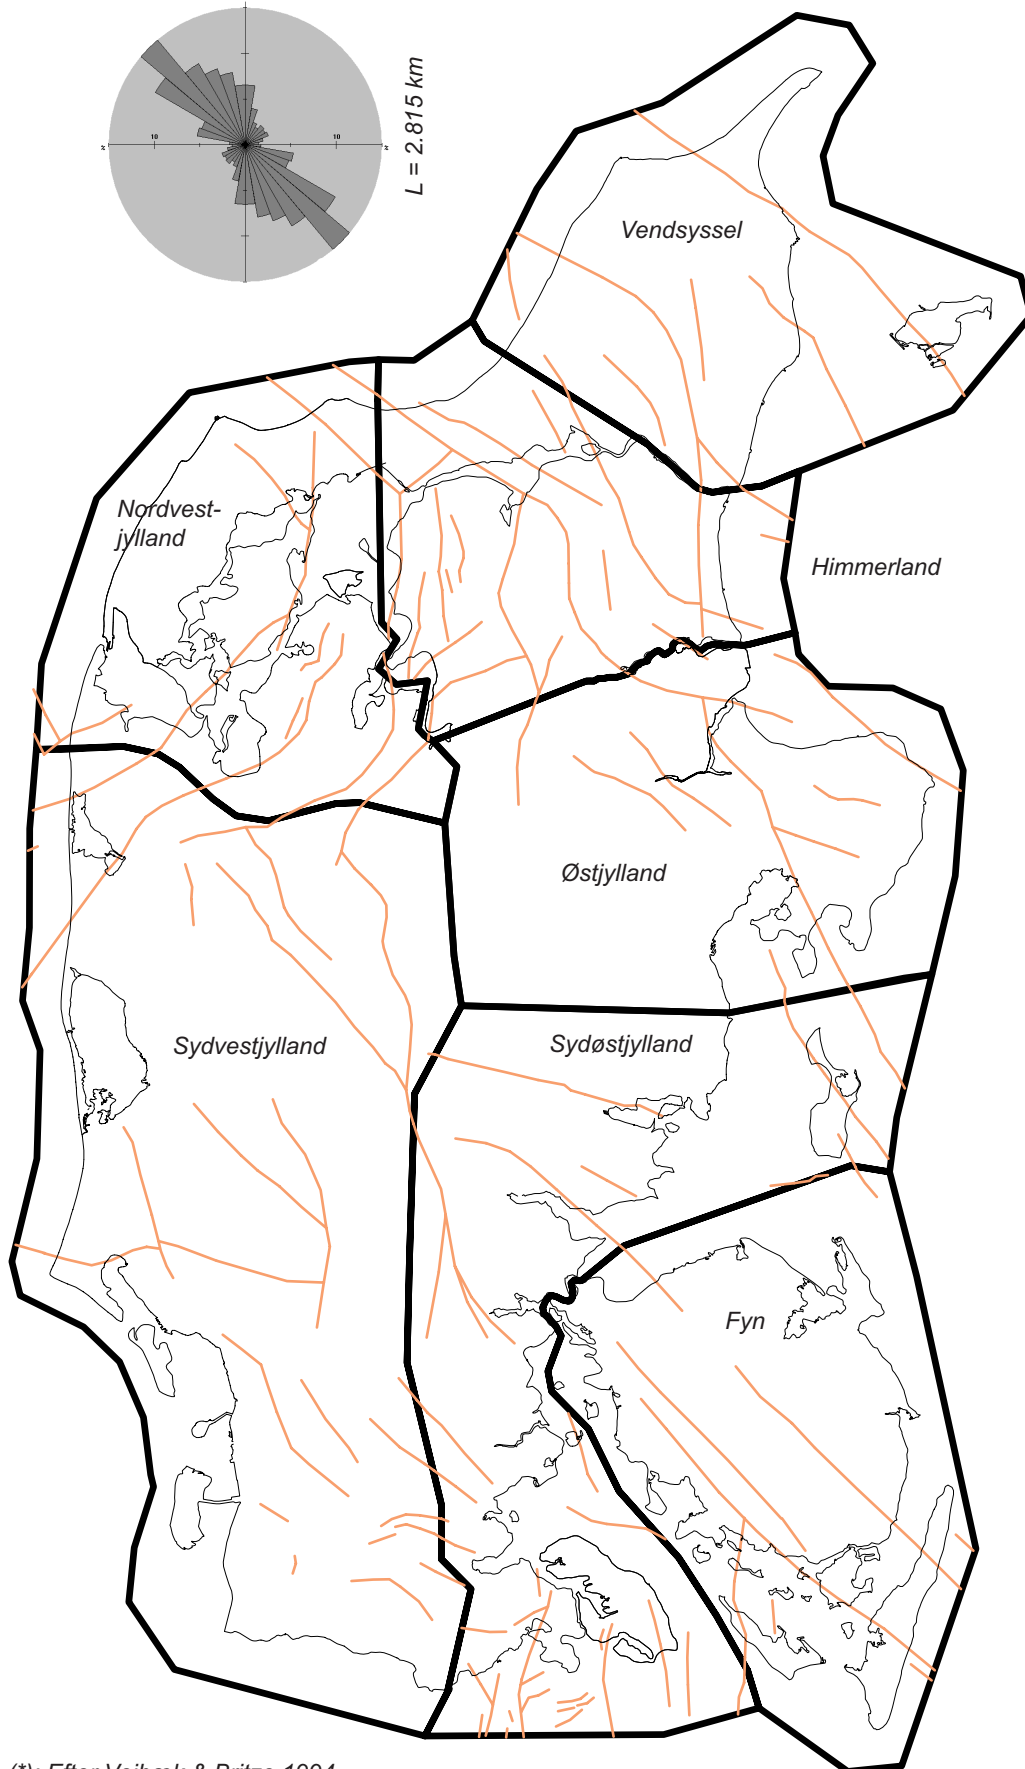 L = 2.815 km
% 10 10 %
Vendsyssel
Nordvest-
jylland
Himmerland
Østjylland
Sydvestjylland
Sydøstjylland
Fyn